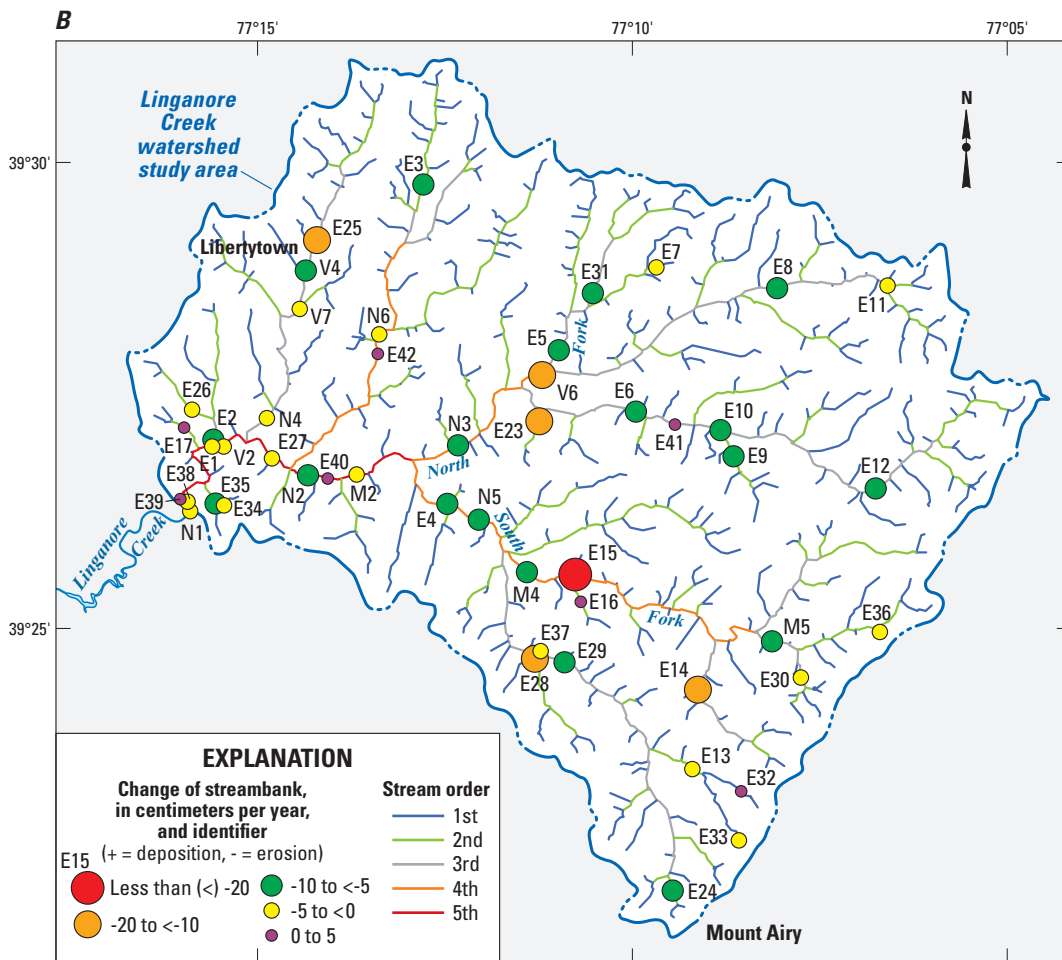 B
77°15'
77°10'
77°05'
Linganore
Creek
watershed
study area
N
39°30'
E3
E25
Libertytown
V4
E7
E31
E8
E11
V7
N6
E42
E5
Fork
V6
E26
E2
E6
E10
E17
E1
V2
N4
E27
N3
E23
E41
E9
North
E12
E38
E35
E40
E39
E34
N2
M2
N1
E4
N5
South
Linganore
Creek
E15
M4
E16
39°25'
Fork
M5
E36
E37
E29
E28
E14
E30
E13
E32
E33
E24
Mount Airy
EXPLANATION
Change of streambank,
in centimeters per year,
and identifier
(+ = deposition, - = erosion)
E15
Less than (<) -20
-20 to <-10
-10 to <-5
-5 to <0
0 to 5
Stream order
1st
2nd
3rd
4th
5th